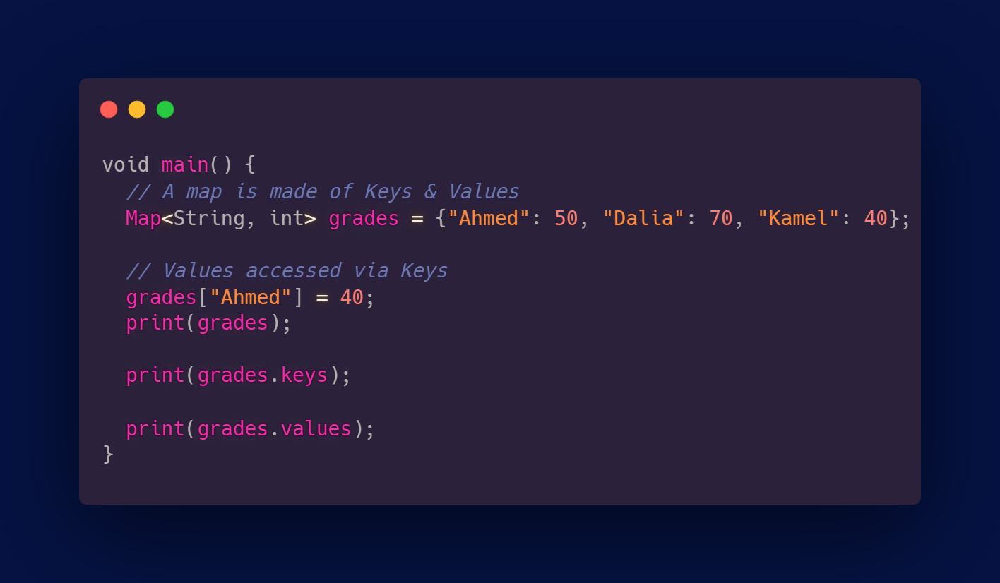 void main() {
  // A map is made of Keys & Values
  Map<String, int> grades = {"Ahmed": 50, "Dalia": 70, "Kamel": 40};

  // Values accessed via Keys
  grades["Ahmed"] = 40;
  print(grades);

  print(grades.keys);

  print(grades.values);
}